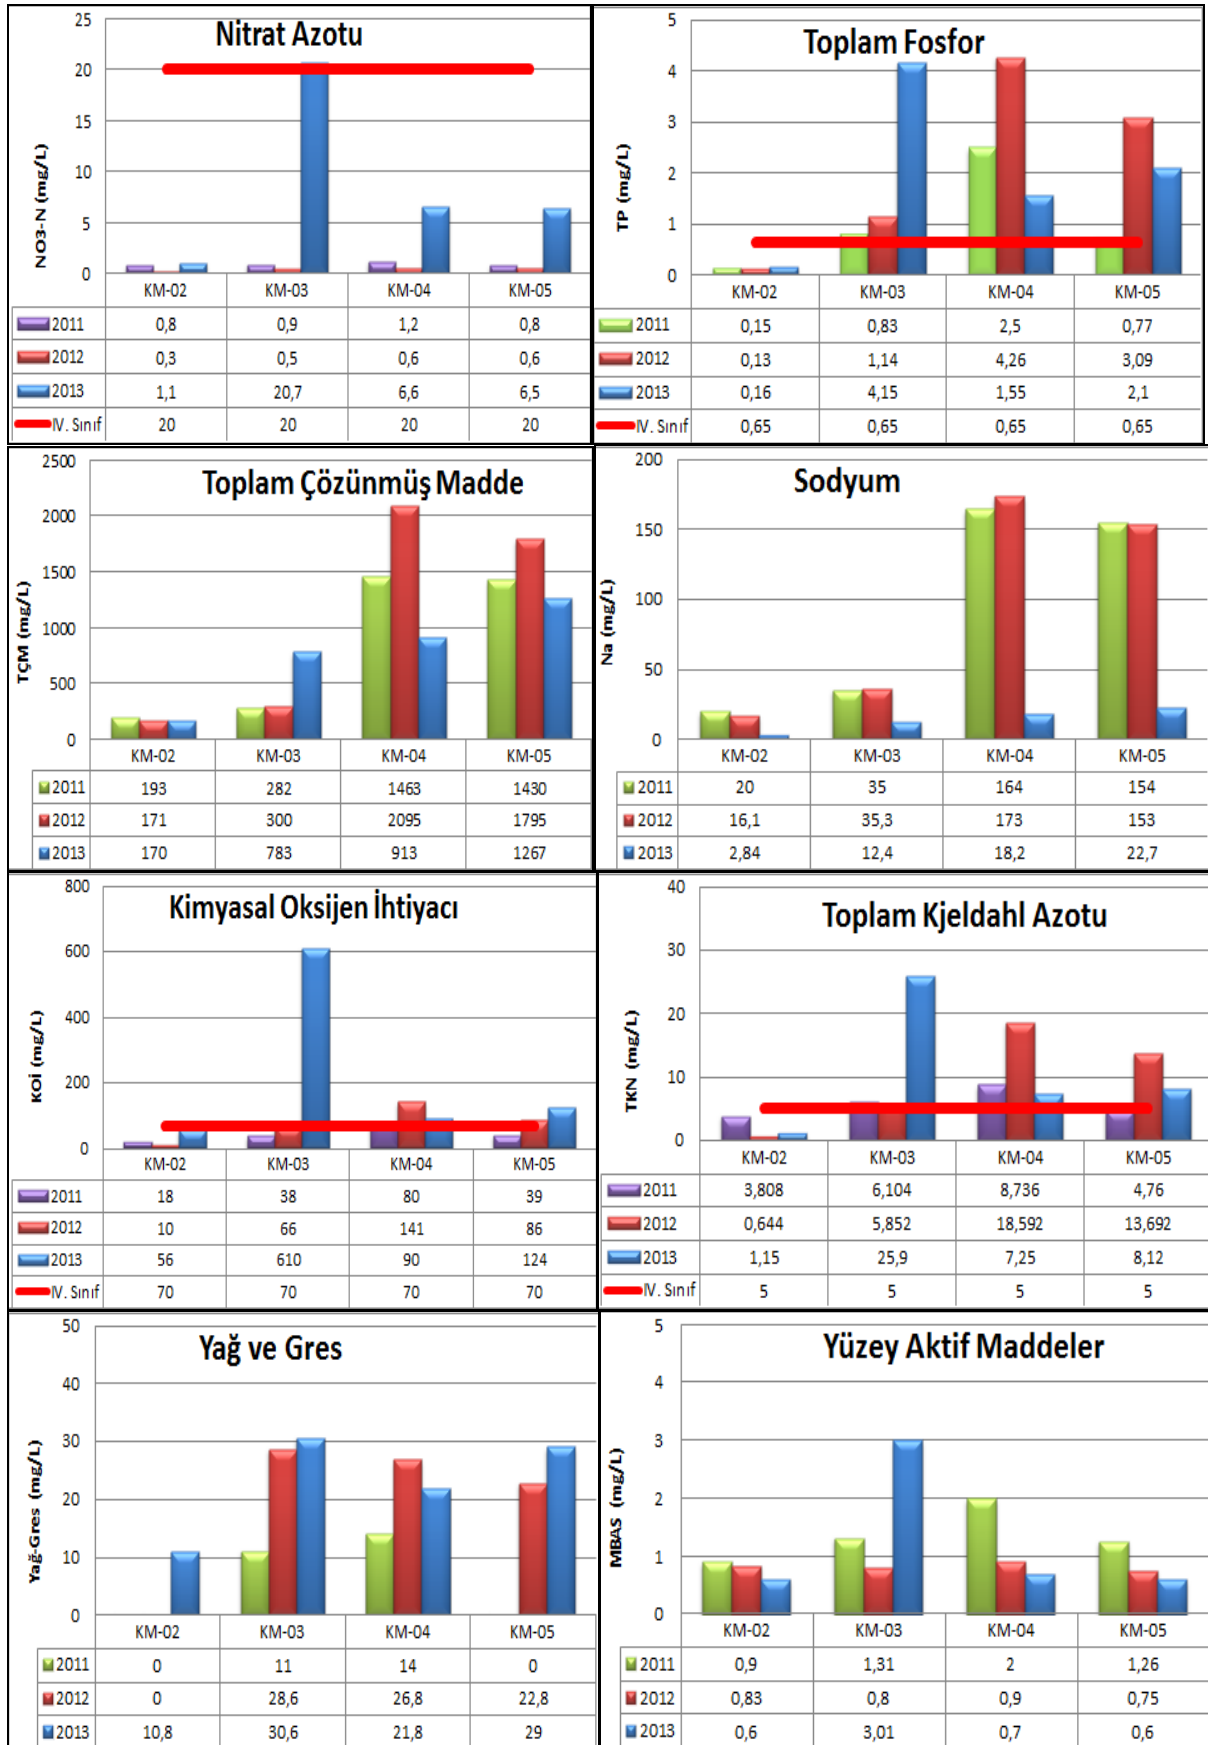 Nitrat Azotu
NO3-N (mg/L)
25
20
15
10
5
0
KM-02 KM-03 KM-04 KM-05
2011 0,8 0,9 1,2 0,8
2012 0,3 0,5 0,6 0,6
2013 1,1 20,7 6,6 6,5
IV. Sınıf 20 20 20 20
Toplam Fosfor
TP (mg/L)
5
4
3
2
1
0
KM-02 KM-03 KM-04 KM-05
2011 0,15 0,83 2,5 0,77
2012 0,13 1,14 4,26 3,09
2013 0,16 4,15 1,55 2,1
IV. Sınıf 0,65 0,65 0,65 0,65
Toplam Çözünmüş Madde
TÇM (mg/L)
2500
2000
1500
1000
500
0
KM-02 KM-03 KM-04 KM-05
2011 193 282 1463 1430
2012 171 300 2095 1795
2013 170 783 913 1267
Sodyum
Na (mg/L)
200
150
100
50
0
KM-02 KM-03 KM-04 KM-05
2011 20 35 164 154
2012 16,1 35,3 173 153
2013 2,84 12,4 18,2 22,7
Kimyasal Oksijen İhtiyacı
KOİ (mg/L)
800
600
400
200
0
KM-02 KM-03 KM-04 KM-05
2011 18 38 80 39
2012 10 66 141 86
2013 56 610 90 124
IV. Sınıf 70 70 70 70
Toplam Kjeldahl Azotu
TKN (mg/L)
40
30
20
10
0
KM-02 KM-03 KM-04 KM-05
2011 3,808 6,104 8,736 4,76
2012 0,644 5,852 18,592 13,692
2013 1,15 25,9 7,25 8,12
IV. Sınıf 5 5 5 5
Yağ ve Gres
Yağ-Gres (mg/L)
50
40
30
20
10
0
KM-02 KM-03 KM-04 KM-05
2011 0 11 14 0
2012 0 28,6 26,8 22,8
2013 10,8 30,6 21,8 29
Yüzey Aktif Maddeler
MBAS (mg/L)
5
4
3
2
1
0
KM-02 KM-03 KM-04 KM-05
2011 0,9 1,31 2 1,26
2012 0,83 0,8 0,9 0,75
2013 0,6 3,01 0,7 0,6